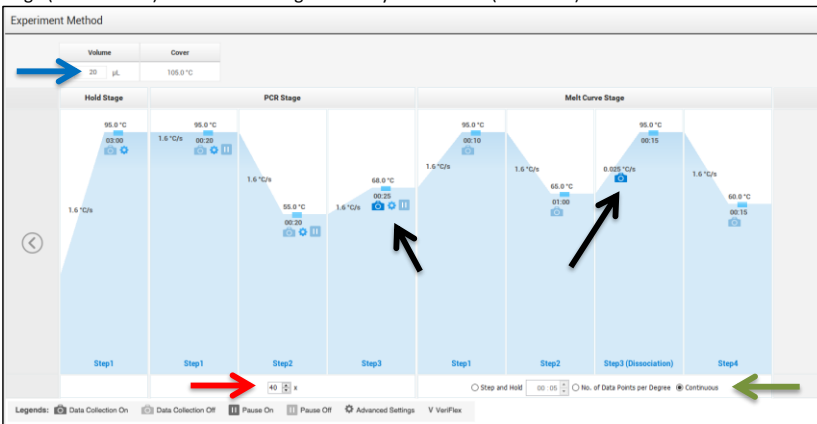 Experiment Method
Volume Cover
20 µL 105.0 °C
Hold Stage PCR Stage Melt Curve Stage
95.0 °C
03:00
1.6 °C/s
95.0 °C
1.6 °C/s
00:20
1.6 °C/s
55.0 °C
00:20
68.0 °C
1.6 °C/s
00:25
95.0 °C
00:10
1.6 °C/s
1.6 °C/s
65.0 °C
01:00
95.0 °C
00:15
0.025 °C/s
1.6 °C/s
60.0 °C
00:15
Step1 Step1 Step2 Step3 Step1 Step2 Step3 (Dissociation) Step4
40 x Step and Hold 00 : 05 No. of Data Points per Degree Continuous
Legends: Data Collection On Data Collection Off Pause On Pause Off Advanced Settings V VeriFlex